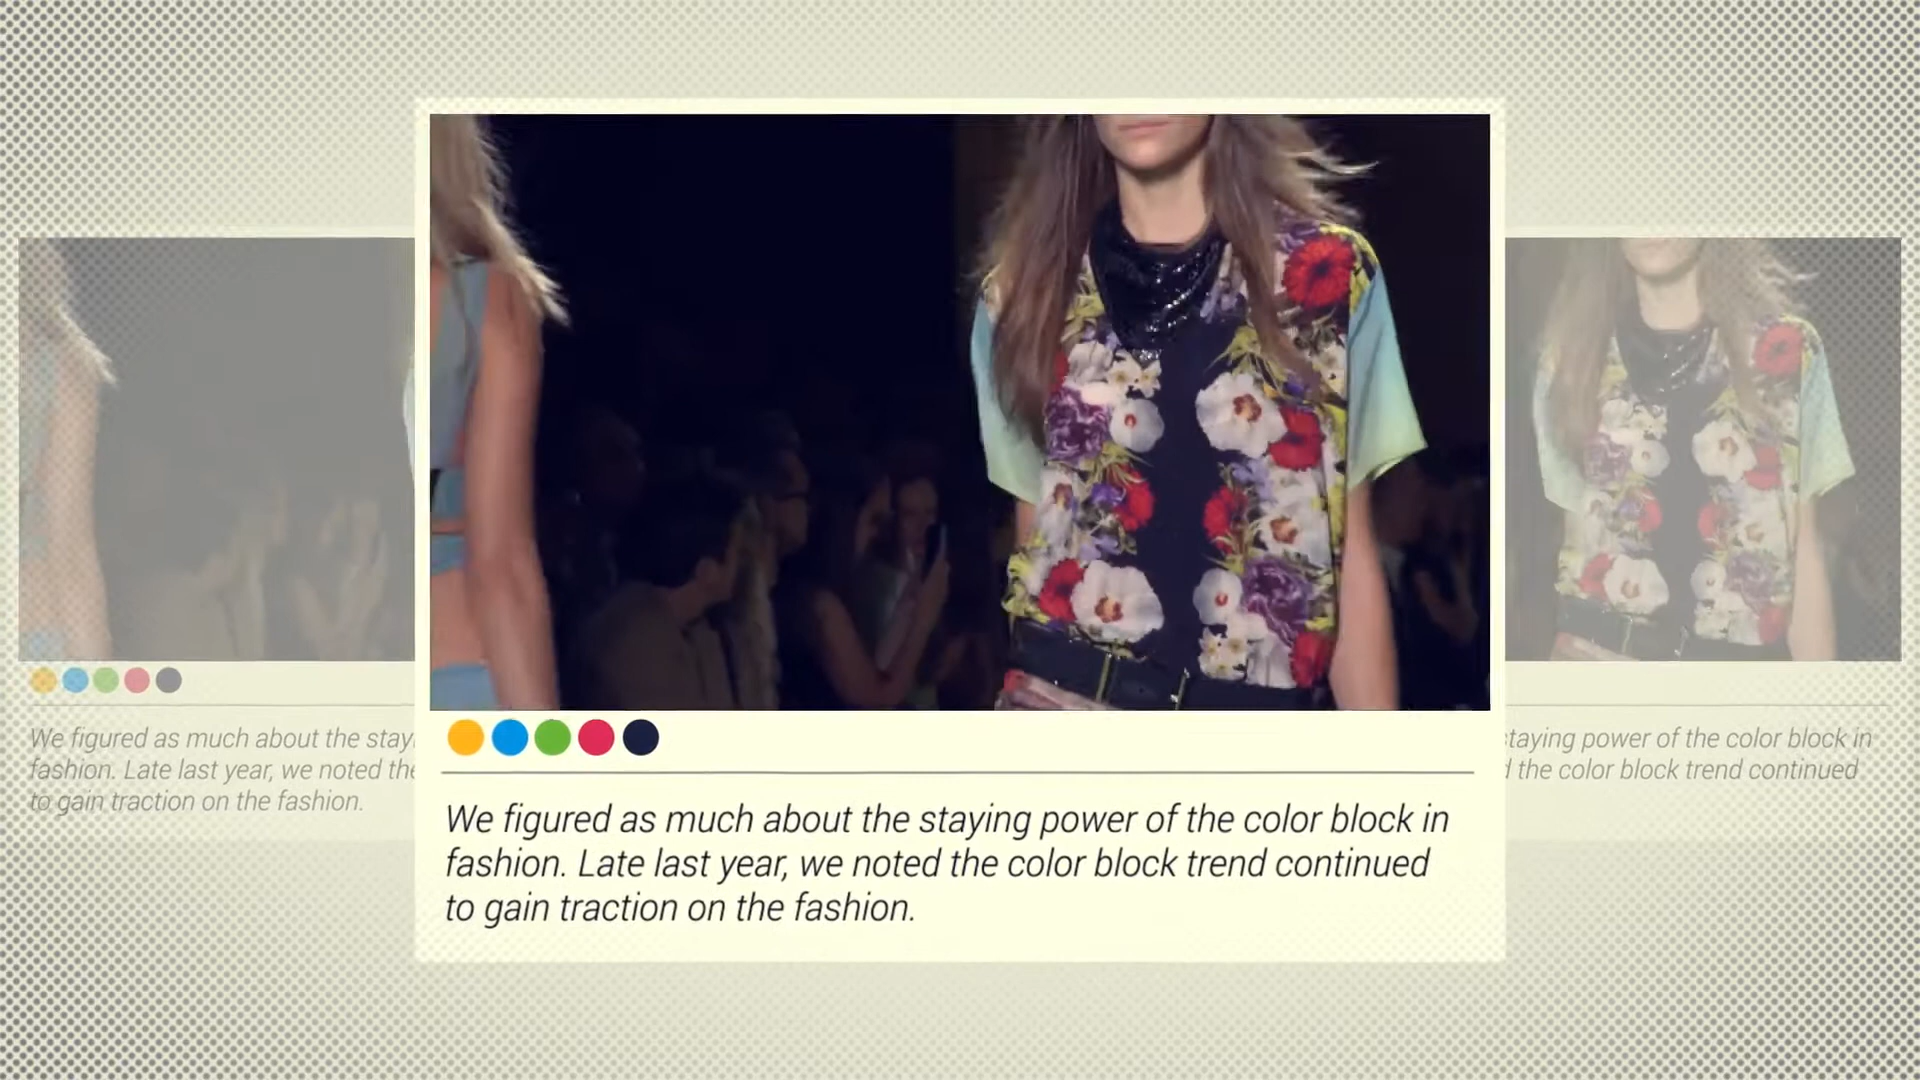 We figured as much about the stay
fashion. Late last year, we noted the
to gain traction on the fashion.
We figured as much about the staying power of the color block in
fashion. Late last year, we noted the color block trend continued
to gain traction on the fashion.
staying power of the color block in
the color block trend continued